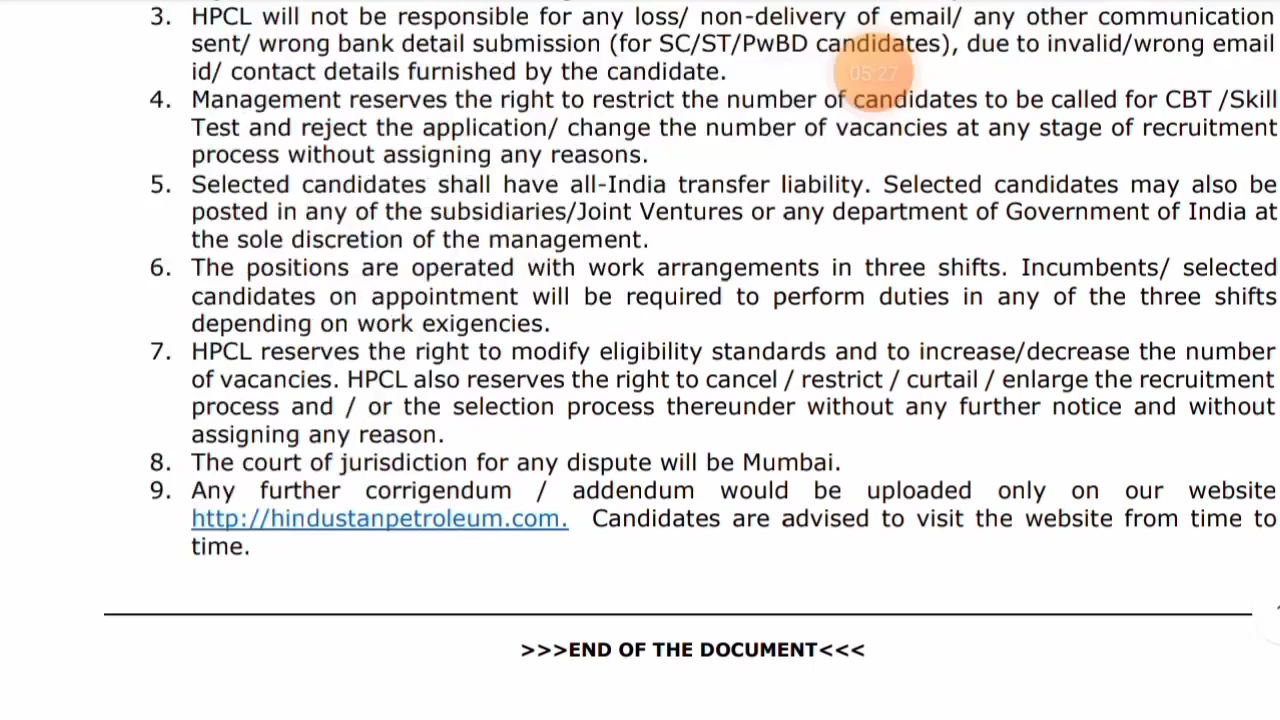 3. HPCL will not be responsible for any loss/ non-delivery of email/ any other communication
sent/ wrong bank detail submission (for SC/ST/PwBD candidates), due to invalid/wrong email
id/ contact details furnished by the candidate.
05:27
4. Management reserves the right to restrict the number of candidates to be called for CBT /Skill
Test and reject the application/ change the number of vacancies at any stage of recruitment
process without assigning any reasons.
5. Selected candidates shall have all-India transfer liability. Selected candidates may also be
posted in any of the subsidiaries/Joint Ventures or any department of Government of India at
the sole discretion of the management.
6. The positions are operated with work arrangements in three shifts. Incumbents/ selected
candidates on appointment will be required to perform duties in any of the three shifts
depending on work exigencies.
7. HPCL reserves the right to modify eligibility standards and to increase/decrease the number
of vacancies. HPCL also reserves the right to cancel / restrict / curtail / enlarge the recruitment
process and / or the selection process thereunder without any further notice and without
assigning any reason.
8. The court of jurisdiction for any dispute will be Mumbai.
9. Any further corrigendum / addendum would be uploaded only on our website
http://hindustanpetroleum.com. Candidates are advised to visit the website from time to
time.
>>>END OF THE DOCUMENT<<<